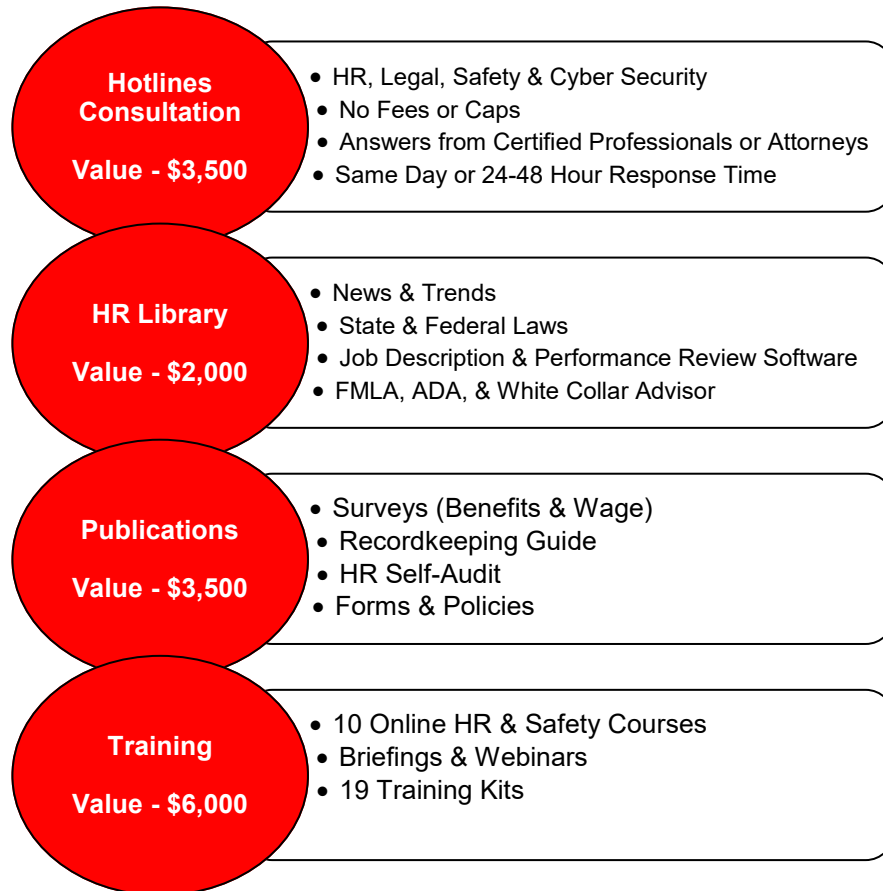 Hotlines
Consultation
Value - $3,500
• HR, Legal, Safety & Cyber Security
• No Fees or Caps
• Answers from Certified Professionals or Attorneys
• Same Day or 24-48 Hour Response Time
HR Library
Value - $2,000
• News & Trends
• State & Federal Laws
• Job Description & Performance Review Software
• FMLA, ADA, & White Collar Advisor
Publications
Value - $3,500
• Surveys (Benefits & Wage)
• Recordkeeping Guide
• HR Self-Audit
• Forms & Policies
Training
Value - $6,000
• 10 Online HR & Safety Courses
• Briefings & Webinars
• 19 Training Kits